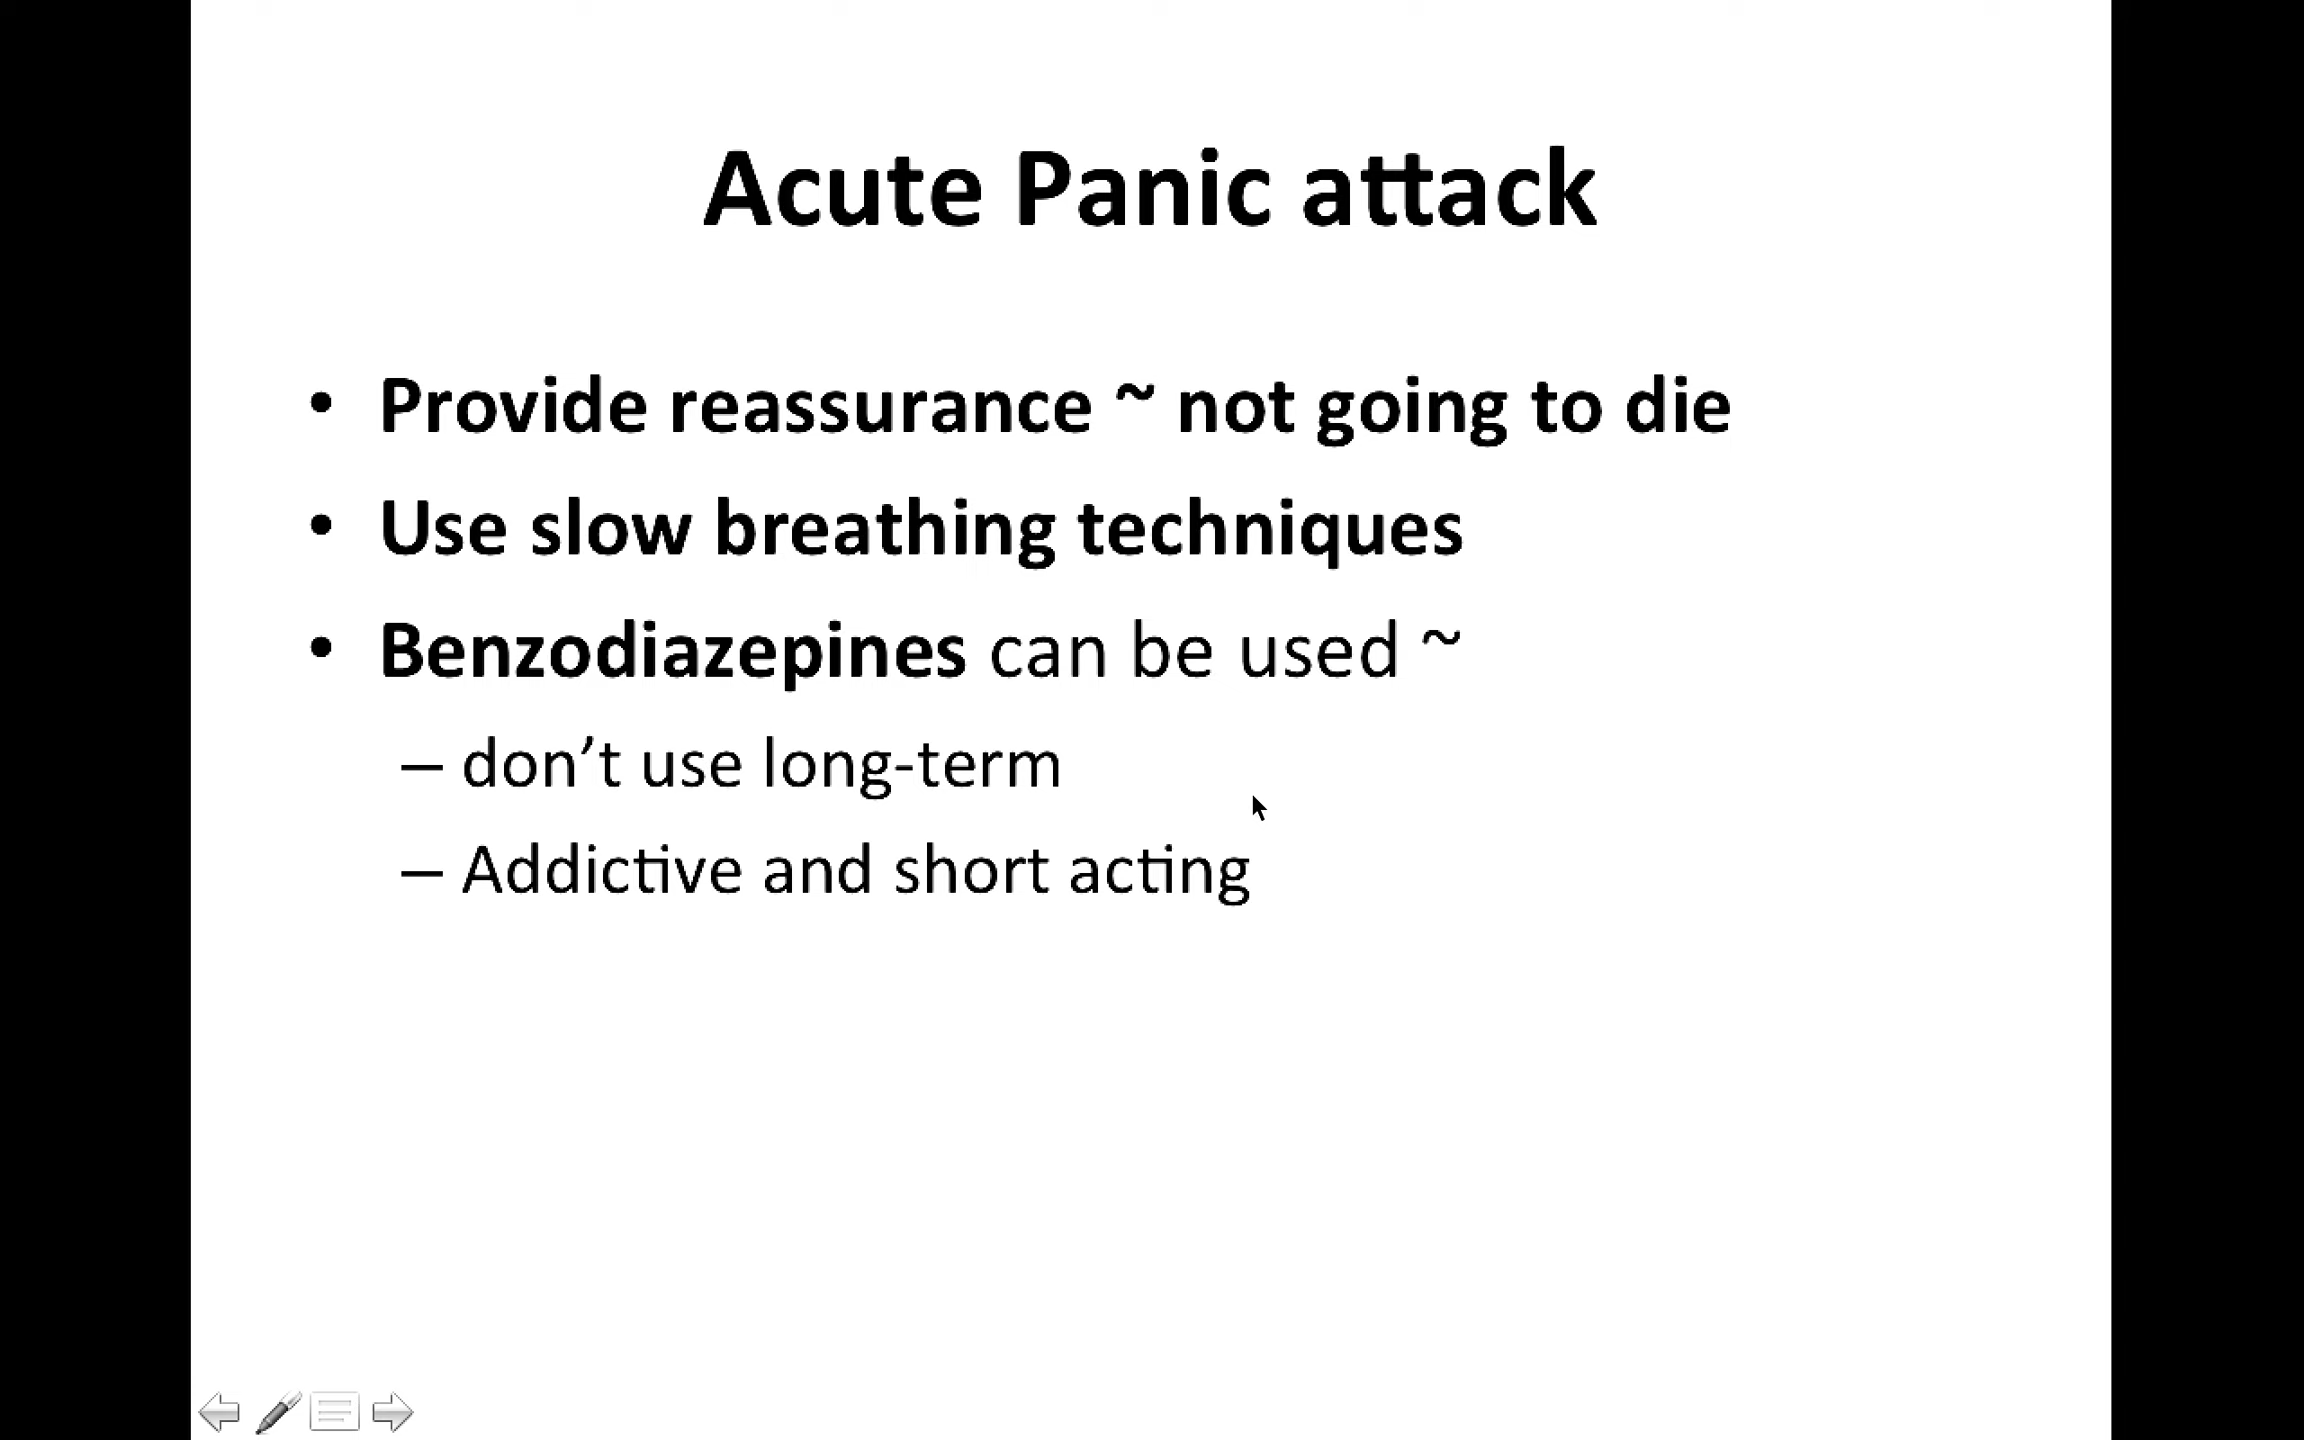 Acute Panic attack
• Provide reassurance ~ not going to die
• Use slow breathing techniques
• Benzodiazepines can be used ~
– don’t use long-term
– Addictive and short acting